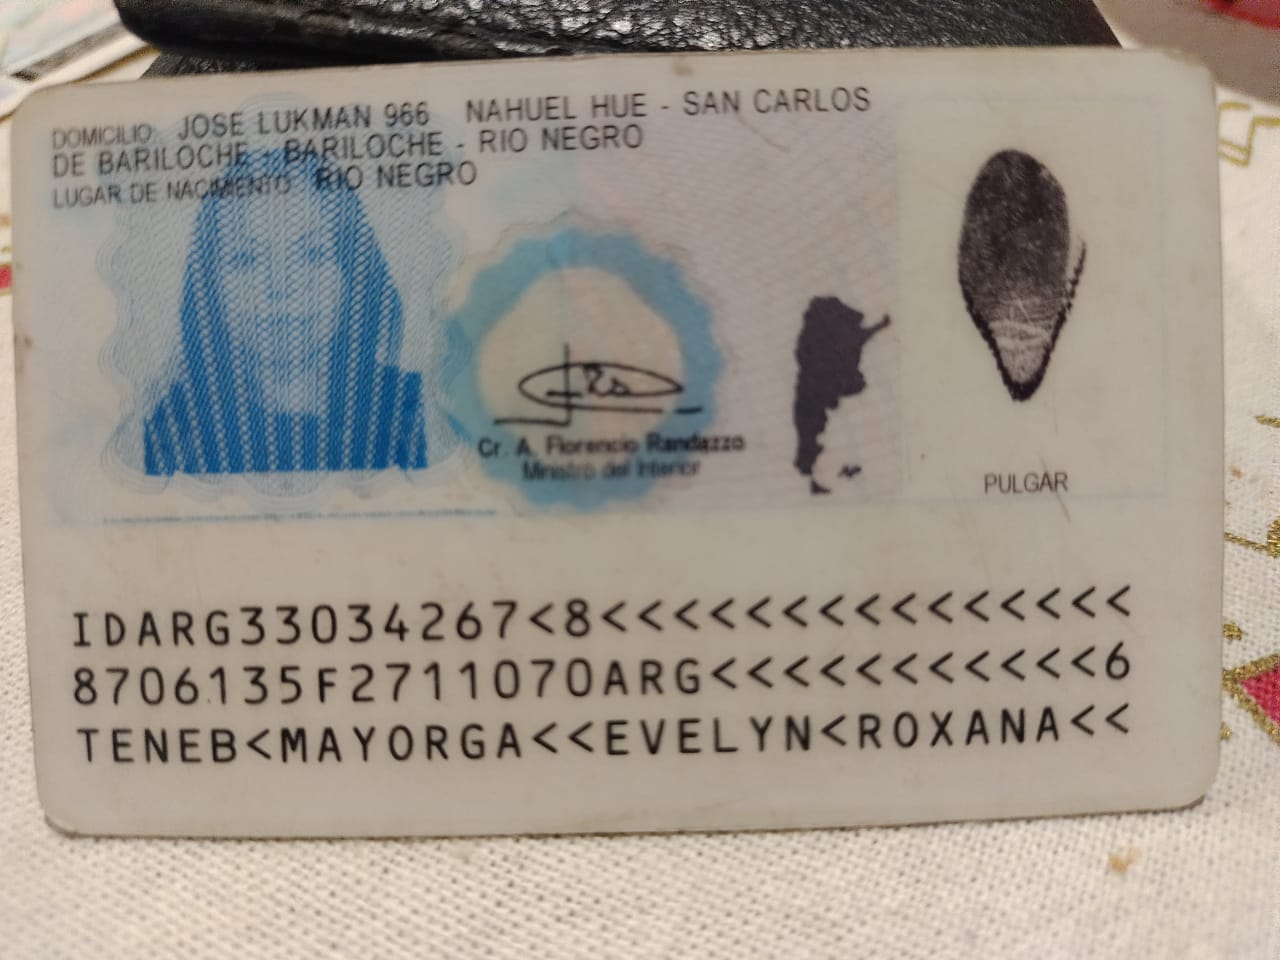 DOMICILIO JOSE LUKMAN 966 NAHUEL HUE - SAN CARLOS
DE BARILOCHE - BARILOCHE - RIO NEGRO
LUGAR DE NACIMIENTO RIO NEGRO
Cr. A. Florencio Randazzo
Ministro del Interior
PULGAR
IDARG33034267<8<<<<<<<<<<<<<<<
8706135F2711070ARG<<<<<<<<<<<6
TENEB<MAYORGA<<EVELYN<ROXANA<<